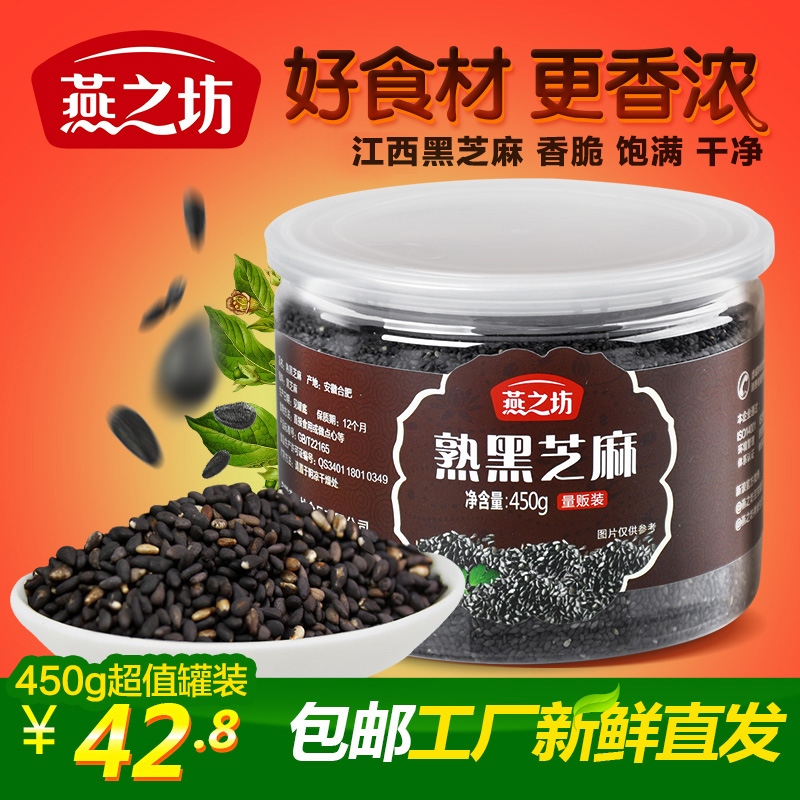 燕之坊
好食材 更香浓
江西黑芝麻 香脆 饱满 干净
产地：安徽合肥
保质期：12个月
GB/T22165
QS3401 1801 0349
燕之坊
熟黑芝麻
净含量:450g 量贩装
图片仅供参考
450g超值罐装
¥42.8
包邮工厂新鲜直发